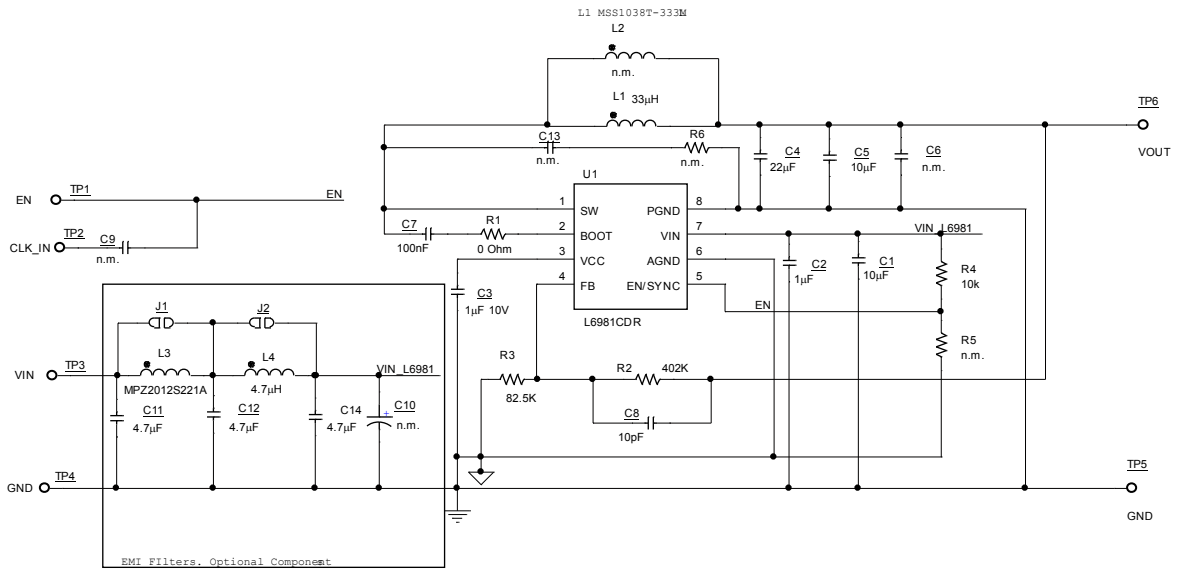 L1 MSS1038T-333M
L2
n.m.
L1 33µH
TP6
VOUT
C13
n.m.
R6
n.m.
C4
22µF
C5
10µF
C6
n.m.
U1
EN
TP1
EN
1 SW
PGND 8
CLK_IN
TP2
C9
n.m.
C7
100nF
R1
0 Ohm
2 BOOT
VIN 7
VIN_L6981
3 VCC
AGND 6
4 FB
EN/SYNC 5
L6981CDR
C2
1µF
C1
10µF
R4
10k
EN
C3
1µF 10V
R5
n.m.
J1
J2
VIN
TP3
L3
MPZ2012S221A
L4
4.7µH
VIN_L6981
R3
82.5K
R2 402K
C8
10pF
C11
4.7µF
C12
4.7µF
C14
4.7µF
+
C10
n.m.
GND
TP4
TP5
GND
EMI FIlters. Optional Component